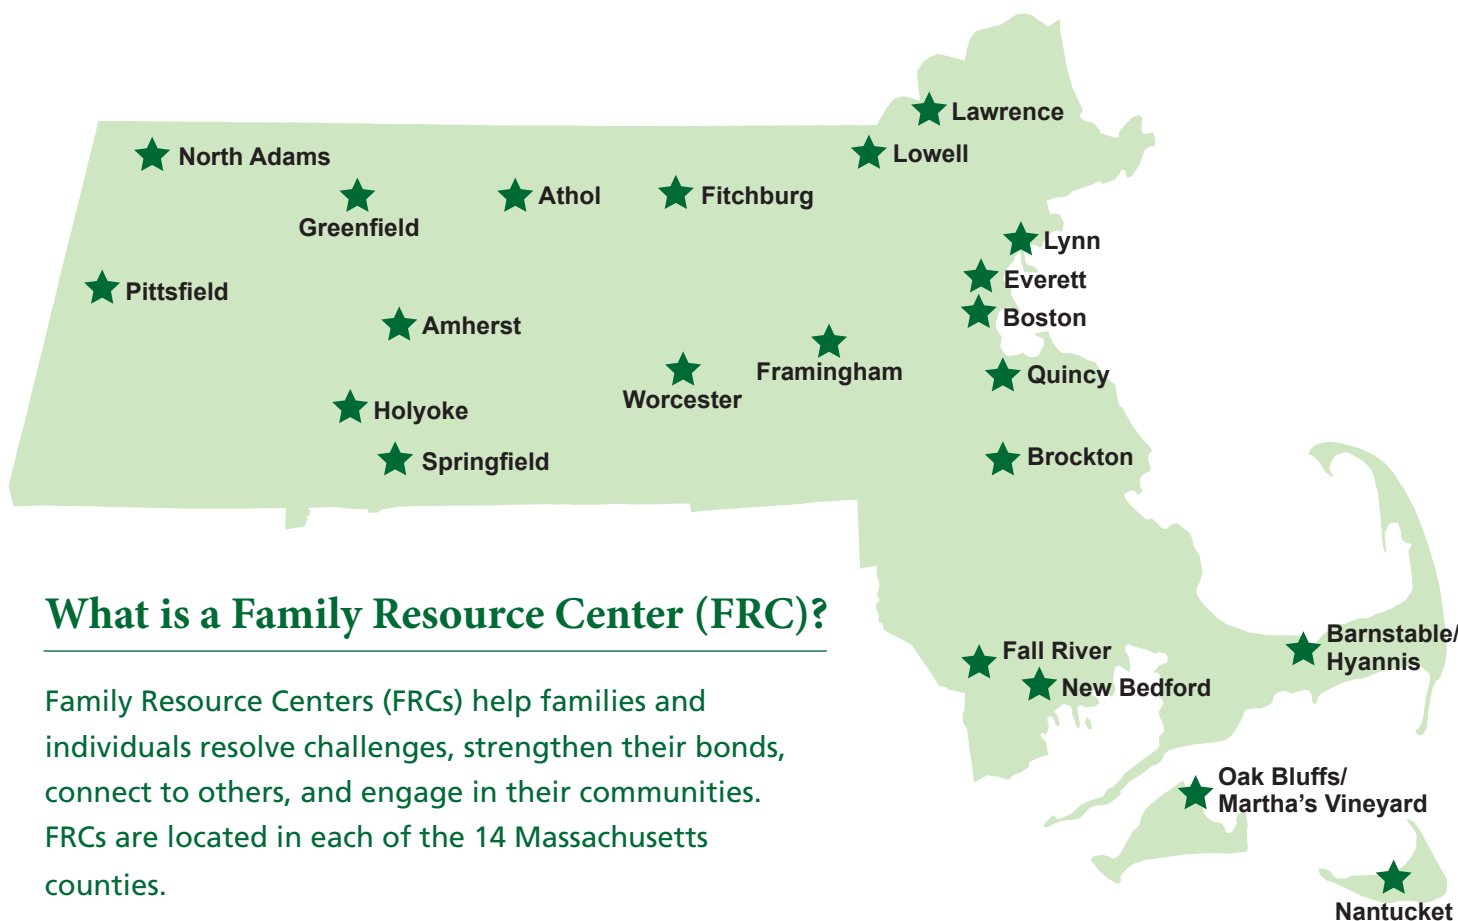 Lawrence
Lowell
North Adams
Greenfield
Athol
Fitchburg
Lynn
Everett
Pittsfield
Boston
Amherst
Framingham
Quincy
Worcester
Holyoke
Springfield
Brockton
What is a Family Resource Center (FRC)?
Family Resource Centers (FRCs) help families and
individuals resolve challenges, strengthen their bonds,
connect to others, and engage in their communities.
FRCs are located in each of the 14 Massachusetts
counties.
Fall River
New Bedford
Barnstable/
Hyannis
Oak Bluffs/
Martha’s Vineyard
Nantucket